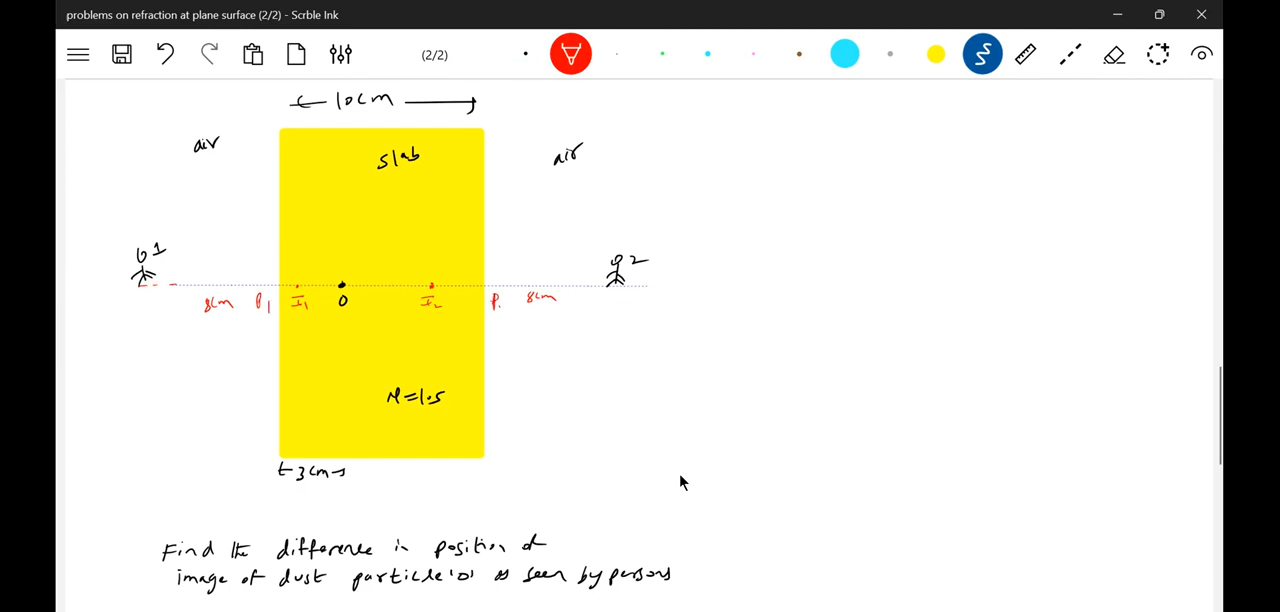 problems on refraction at plane surface (2/2) - Scrble Ink
(2/2)
10cm
air
slab
air
1
2
8cm P1 I1 O I2 P. 8cm
μ=1.5
3cm
Find the difference in position of
image of dust particle 'O' as seen by persons